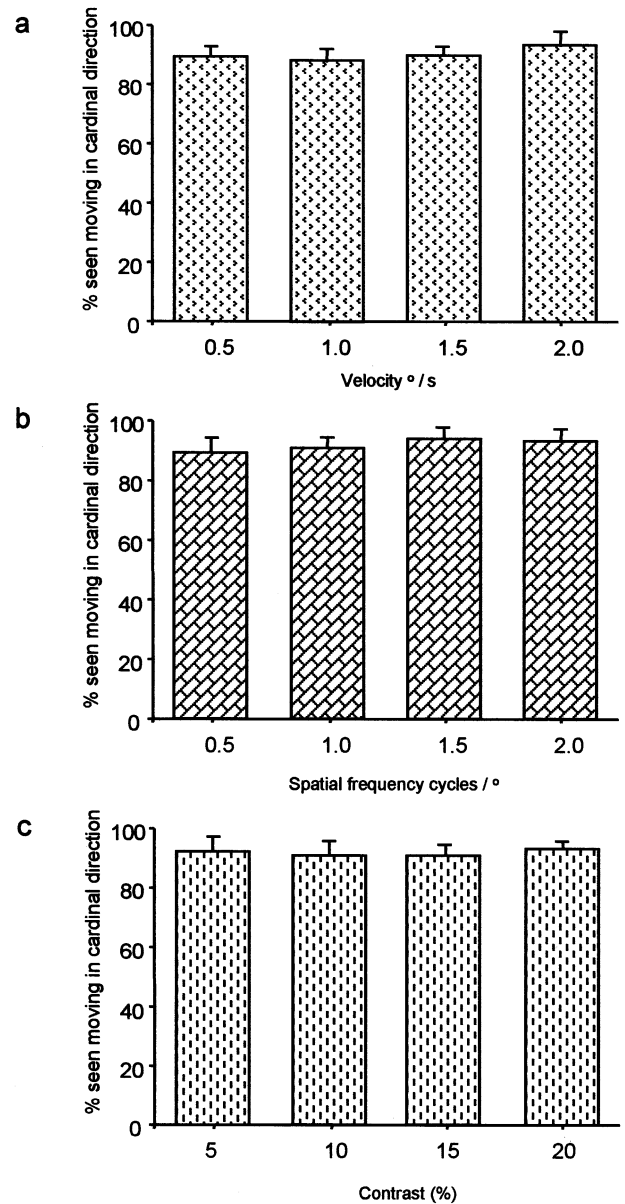 a
% seen moving in cardinal direction
100
80
60
40
20
0
0.5 1.0 1.5 2.0
Velocity º / s
b
% seen moving in cardinal direction
100
80
60
40
20
0
0.5 1.0 1.5 2.0
Spatial frequency cycles / º
c
% seen moving in cardinal direction
100
80
60
40
20
0
5 10 15 20
Contrast (%)